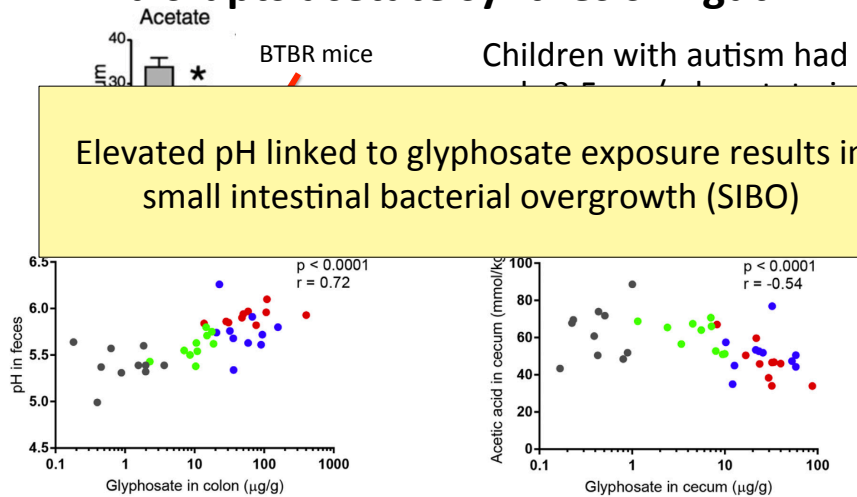 Acetate
40
30
*
BTBR mice
Children with autism had
Elevated pH linked to glyphosate exposure results in
small intestinal bacterial overgrowth (SIBO)
6.5
6.0
5.5
5.0
4.5
pH in feces
p < 0.0001
r = 0.72
0.1 1 10 100 1000
Glyphosate in colon (µg/g)
100
80
60
40
20
0
Acetic acid in cecum (mmol/kg
p < 0.0001
r = -0.54
0.1 1 10 100
Glyphosate in cecum (µg/g)